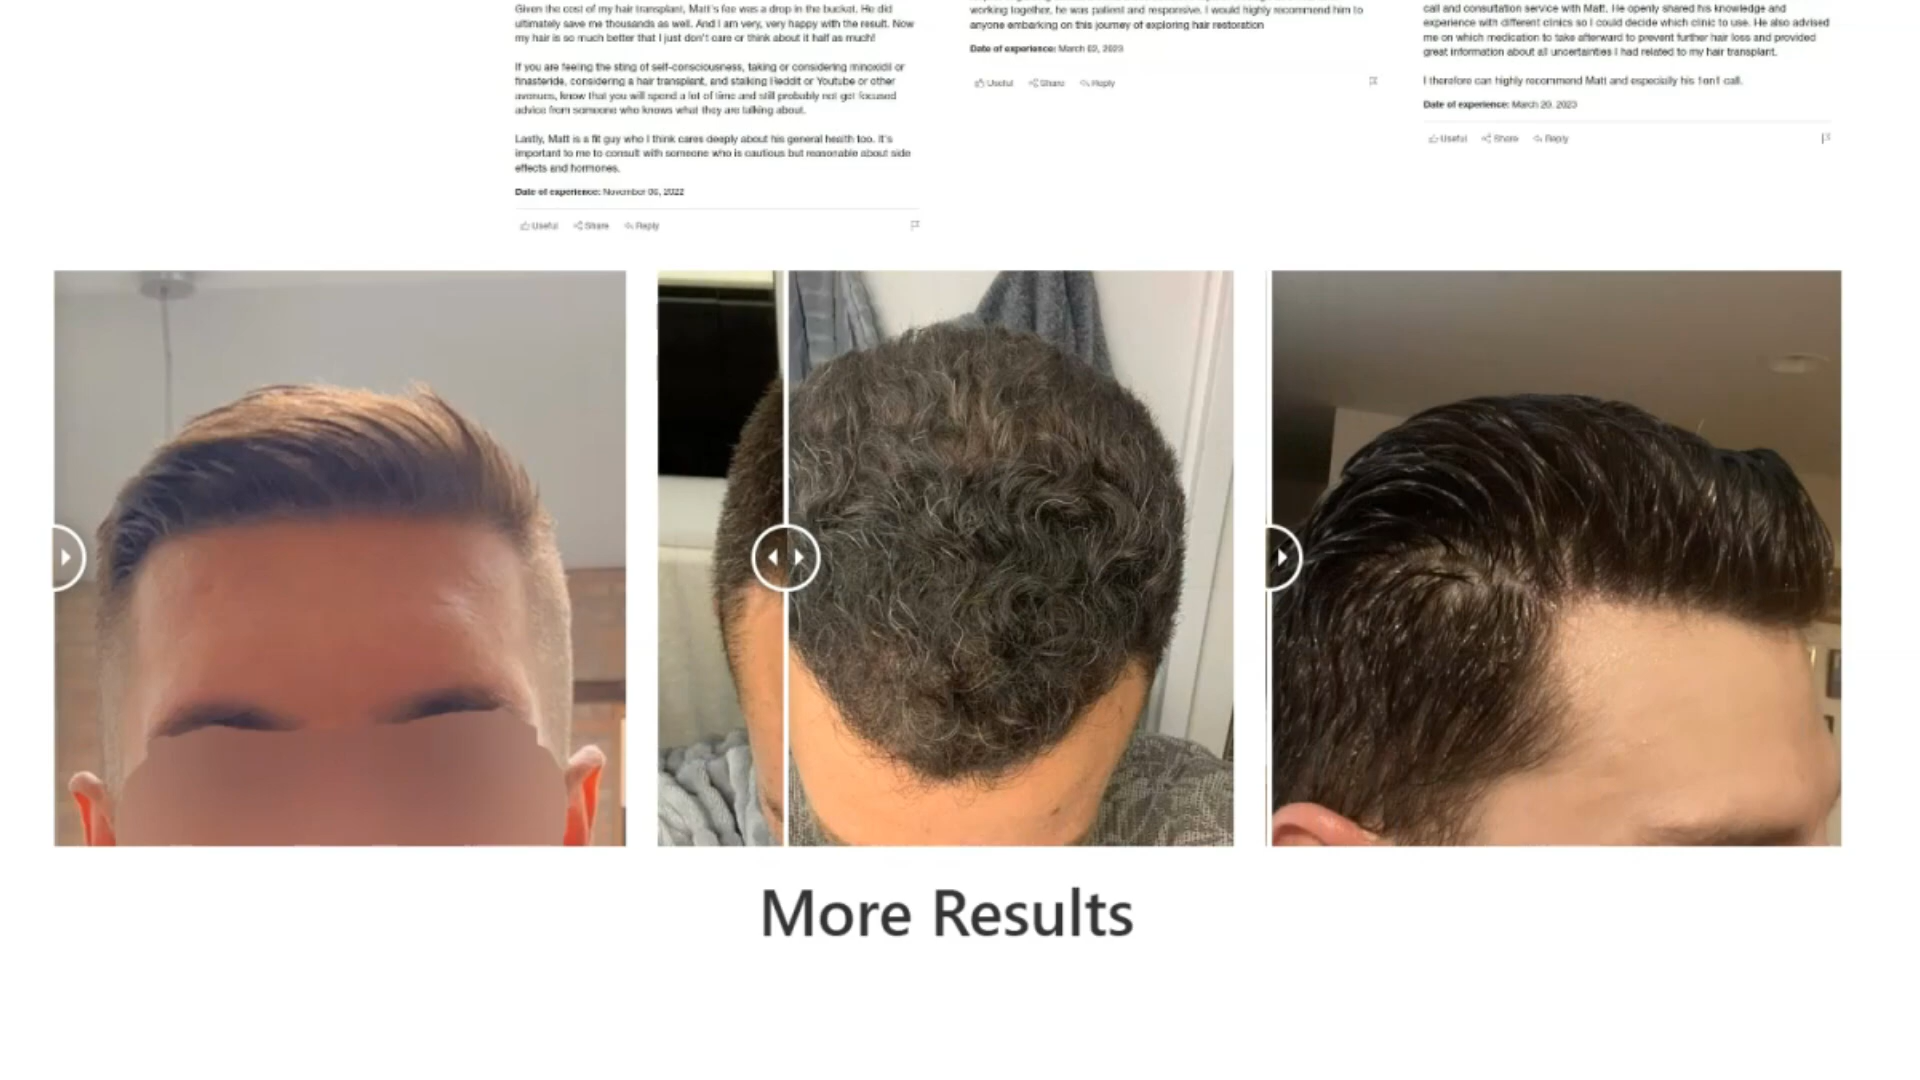 Given the cost of my hair transplant, Matt's fee was a drop in the bucket. He did
ultimately save me thousands as well. And I am very, very happy with the result. Now
my hair is so much better that I just don't care or think about it half as much!
If you are feeling the sting of self-consciousness, taking or considering minoxidil or
finasteride, considering a hair transplant, and stalking Reddit or Youtube or other
avenues, know that you will spend a lot of time and still probably not get focused
advice from someone who knows what they are talking about.
Lastly, Matt is a fit guy who I think cares deeply about his general health too. It's
important to me to consult with someone who is cautious but reasonable about side
effects and hormones.
Date of experience: November 06, 2022
Useful Share Reply
working together, he was patient and responsive. I would highly recommend him to
anyone embarking on this journey of exploring hair restoration
Date of experience: March 02, 2023
Useful Share Reply
call and consultation service with Matt. He openly shared his knowledge and
experience with different clinics so I could decide which clinic to use. He also advised
me on which medication to take afterward to prevent further hair loss and provided
great information about all uncertainties I had related to my hair transplant.
I therefore can highly recommend Matt and especially his 1on1 call.
Date of experience: March 20, 2023
Useful Share Reply
More Results